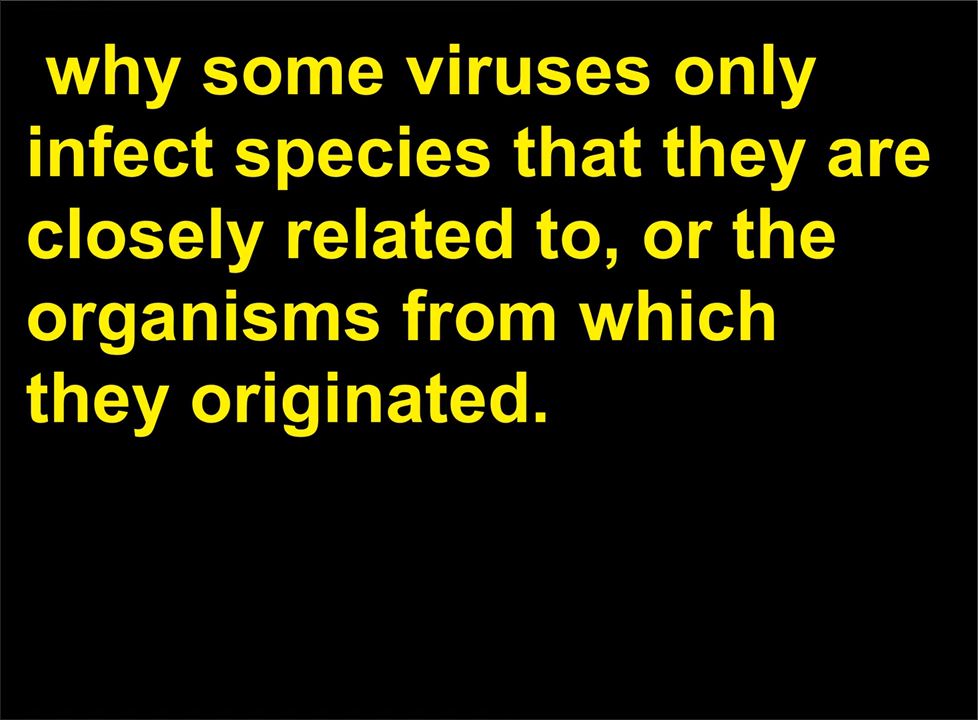 why some viruses only
infect species that they are
closely related to, or the
organisms from which
they originated.